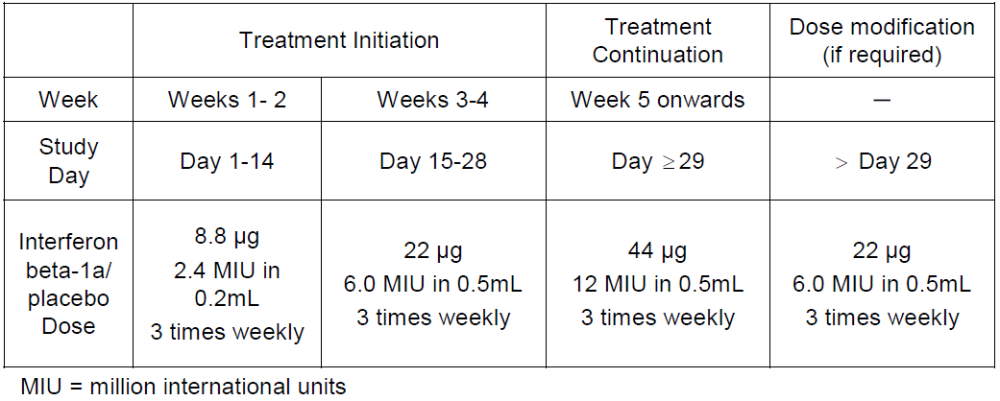 Treatment Initiation
Treatment
Continuation
Dose modification
(if required)
Week
Weeks 1- 2
Weeks 3-4
Week 5 onwards
—
Study
Day
Day 1-14
Day 15-28
Day ≥ 29
> Day 29
Interferon
beta-1a/
placebo
Dose
8.8 µg
2.4 MIU in
0.2mL
3 times weekly
22 µg
6.0 MIU in 0.5mL
3 times weekly
44 µg
12 MIU in 0.5mL
3 times weekly
22 µg
6.0 MIU in 0.5mL
3 times weekly
MIU = million international units